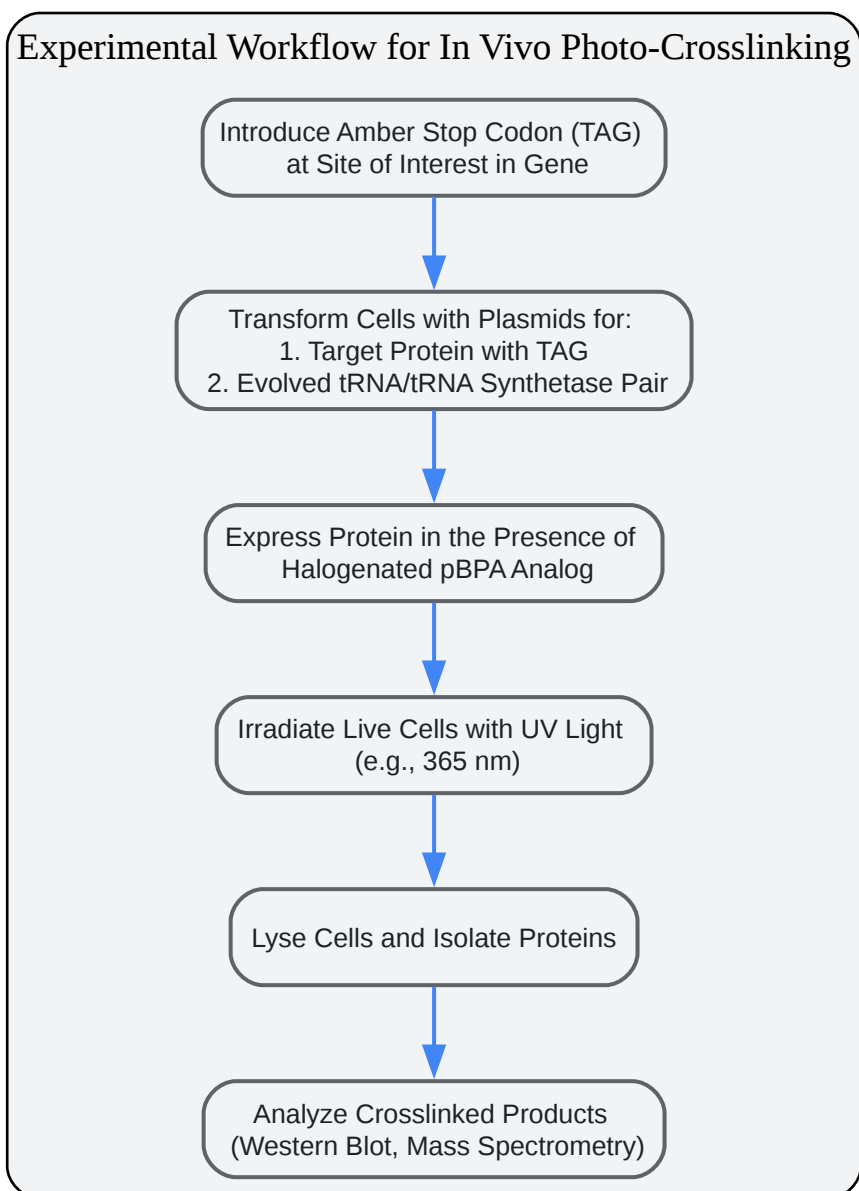 Experimental Workflow for In Vivo Photo-Crosslinking
Introduce Amber Stop Codon (TAG)
at Site of Interest in Gene
Transform Cells with Plasmids for:
1. Target Protein with TAG
2. Evolved tRNA/tRNA Synthetase Pair
Express Protein in the Presence of
Halogenated pBPA Analog
Irradiate Live Cells with UV Light
(e.g., 365 nm)
Lyse Cells and Isolate Proteins
Analyze Crosslinked Products
(Western Blot, Mass Spectrometry)